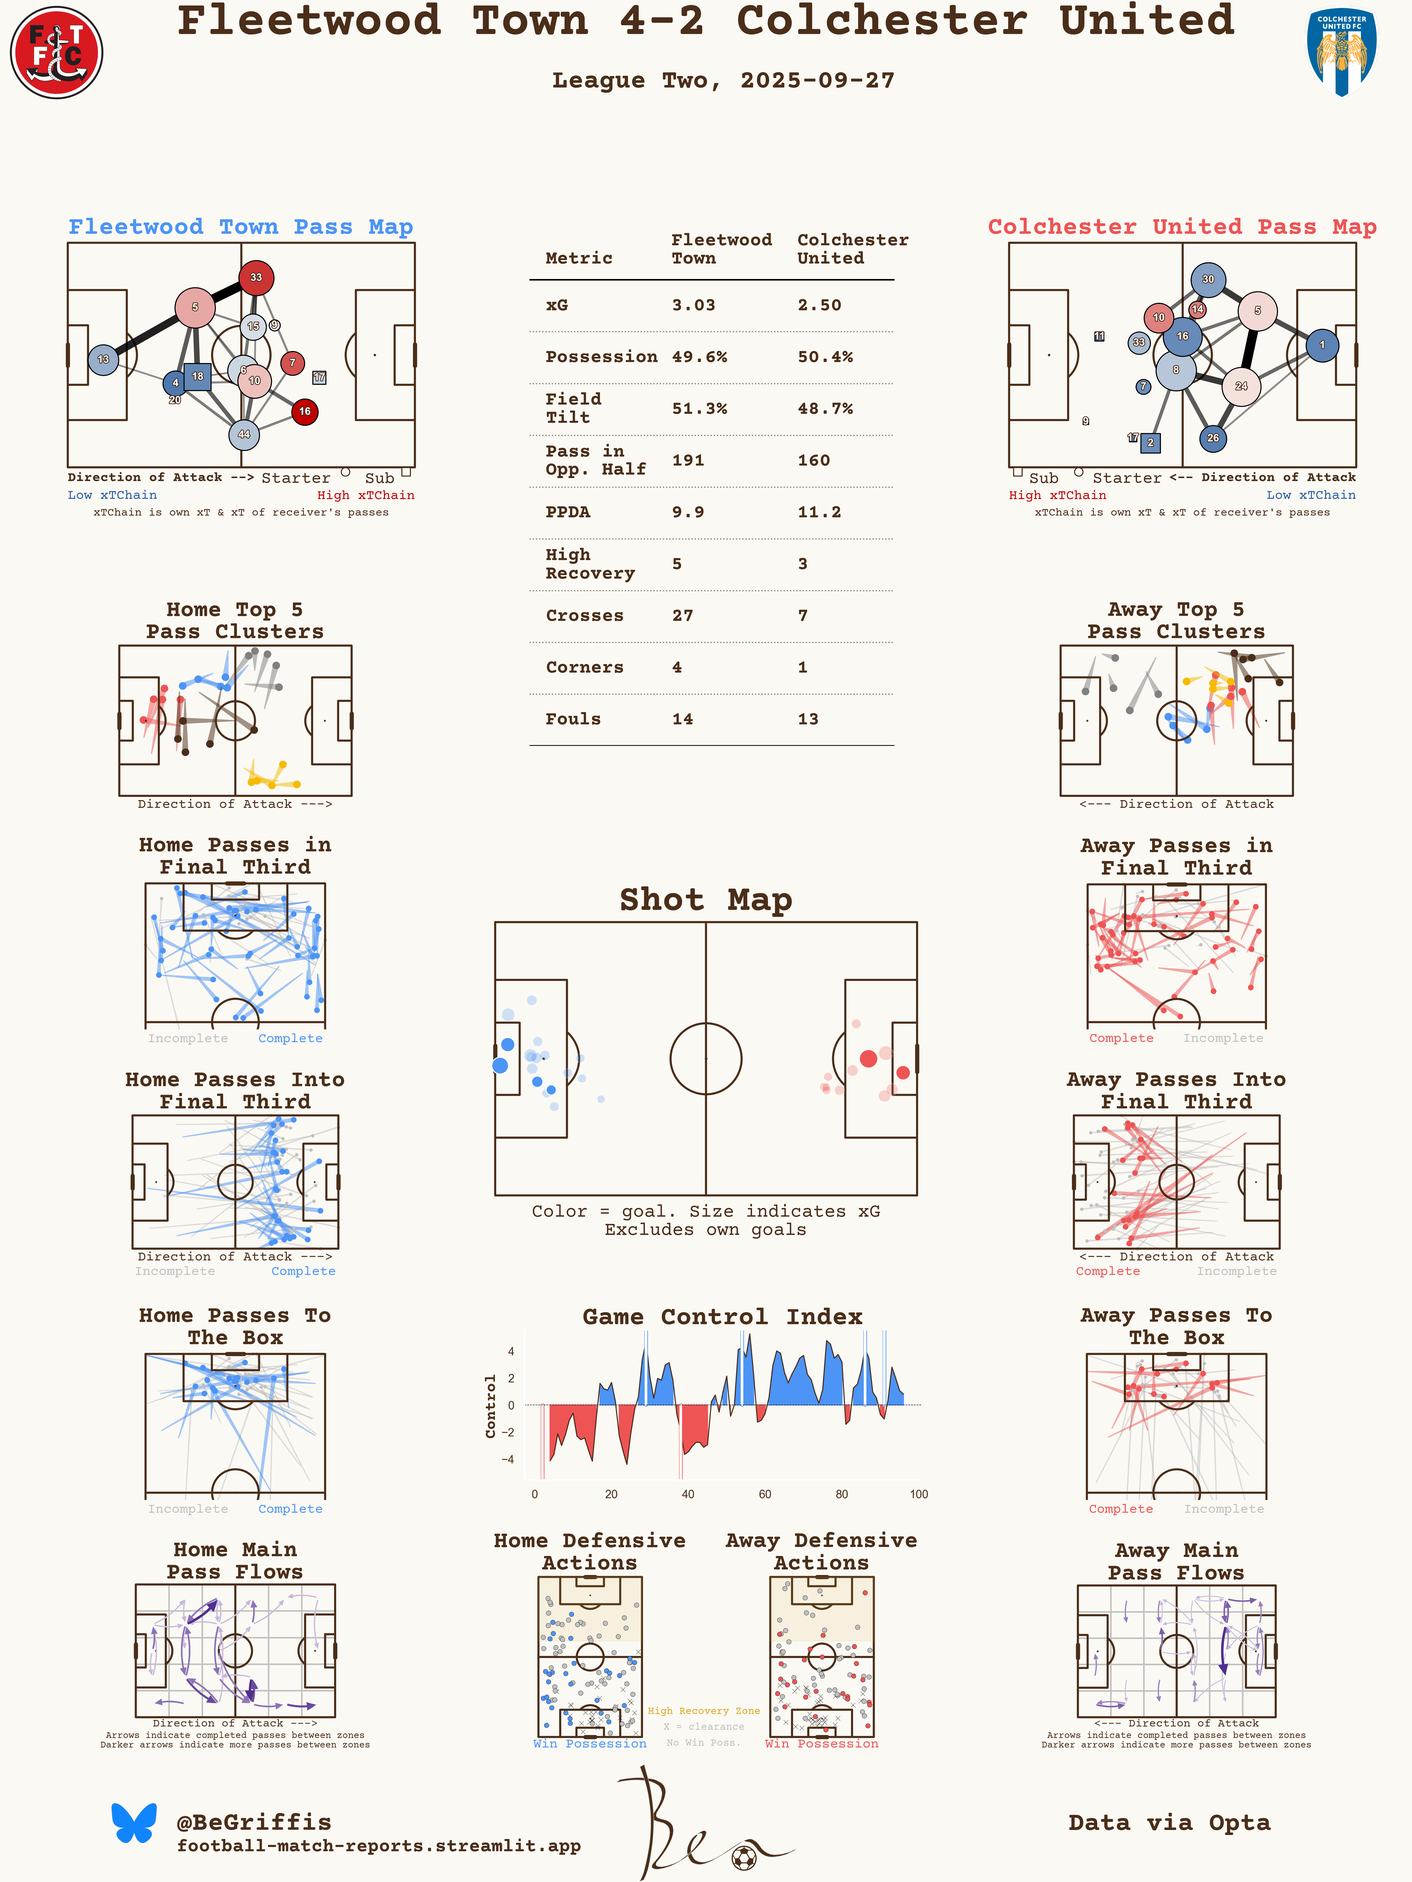 Fleetwood Town 4-2 Colchester United
League Two, 2025-09-27
F T
F C
COLCHESTER
UNITED FC
Fleetwood Town Pass Map
33
5
15
9
13
6
7
4
18
10
17
20
16
44
Direction of Attack --> Starter Sub
Low xTChain High xTChain
xTChain is own xT & xT of receiver's passes
Metric Fleetwood Town Colchester United
xG 3.03 2.50
Possession 49.6% 50.4%
Field Tilt 51.3% 48.7%
Pass in Opp. Half 191 160
PPDA 9.9 11.2
High Recovery 5 3
Crosses 27 7
Corners 4 1
Fouls 14 13
Colchester United Pass Map
30
14
10
5
11
16
33
1
8
7
24
9
17
2
26
Sub Starter <-- Direction of Attack
High xTChain Low xTChain
xTChain is own xT & xT of receiver's passes
Home Top 5
Pass Clusters
Direction of Attack --->
Away Top 5
Pass Clusters
<--- Direction of Attack
Home Passes in
Final Third
Incomplete Complete
Away Passes in
Final Third
Complete Incomplete
Shot Map
Color = goal. Size indicates xG
Excludes own goals
Home Passes Into
Final Third
Direction of Attack --->
Incomplete Complete
Away Passes Into
Final Third
<--- Direction of Attack
Complete Incomplete
Home Passes To
The Box
Incomplete Complete
Game Control Index
Control
4
2
0
−2
−4
0 20 40 60 80 100
Away Passes To
The Box
Complete Incomplete
Home Main
Pass Flows
Direction of Attack --->
Arrows indicate completed passes between zones
Darker arrows indicate more passes between zones
Home Defensive
Actions
Win Possession
Away Defensive
Actions
Win Possession
High Recovery Zone
X = clearance
No Win Poss.
Away Main
Pass Flows
<--- Direction of Attack
Arrows indicate completed passes between zones
Darker arrows indicate more passes between zones
@BeGriffis
football-match-reports.streamlit.app
Ben
Data via Opta